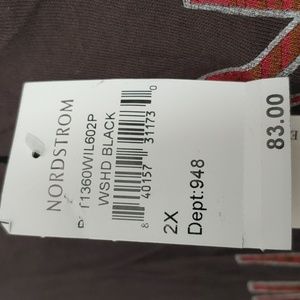 NORDSTROM
f1360WIL602P
WSHD BLACK
8 40157 31173 0
2X
Dept:948
83.00